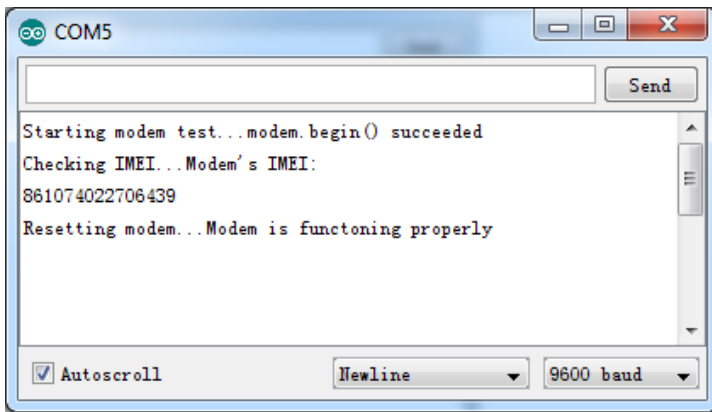 COM5
Send
Starting modem test...modem.begin() succeeded
Checking IMEI...Modem's IMEI:
861074022706439
Resetting modem...Modem is functoning properly
Autoscroll
Newline
9600 baud